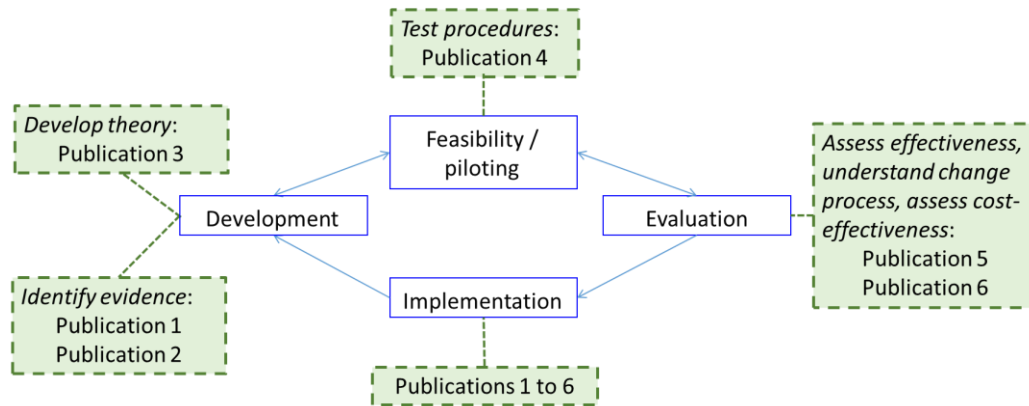 Test procedures:
Publication 4
Develop theory:
Publication 3
Feasibility /
piloting
Assess effectiveness,
understand change
process, assess cost-
effectiveness:
Publication 5
Publication 6
Development
Evaluation
Identify evidence:
Publication 1
Publication 2
Implementation
Publications 1 to 6